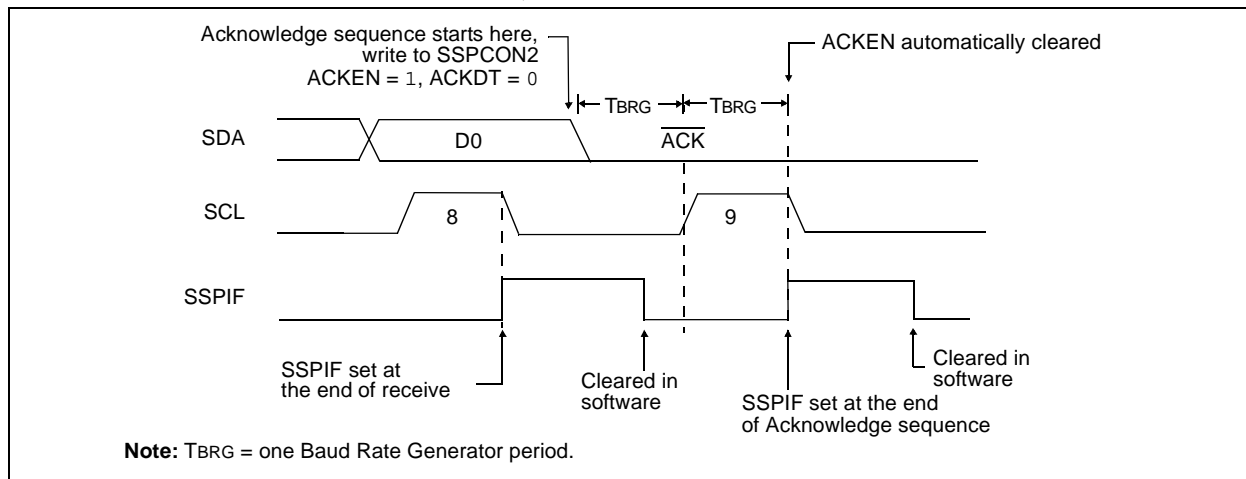 Acknowledge sequence starts here,
write to SSPCON2
ACKEN = 1, ACKDT = 0
ACKEN automatically cleared
TBRG
TBRG
SDA
D0
ACK
SCL
8
9
SSPIF
SSPIF set at
the end of receive
Cleared in
software
SSPIF set at the end
of Acknowledge sequence
Cleared in
software
Note: TBRG = one Baud Rate Generator period.